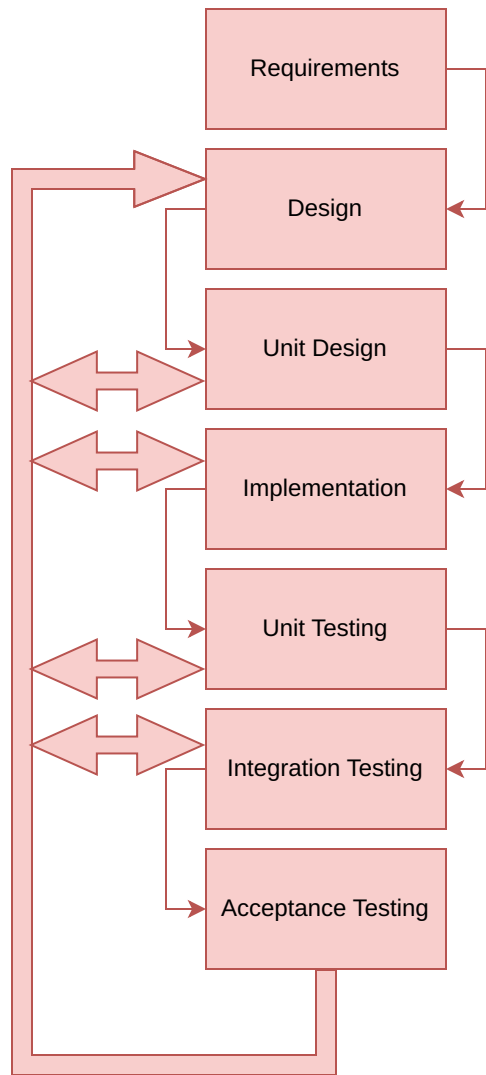 Requirements
Design
Unit Design
Implementation
Unit Testing
Integration Testing
Acceptance Testing